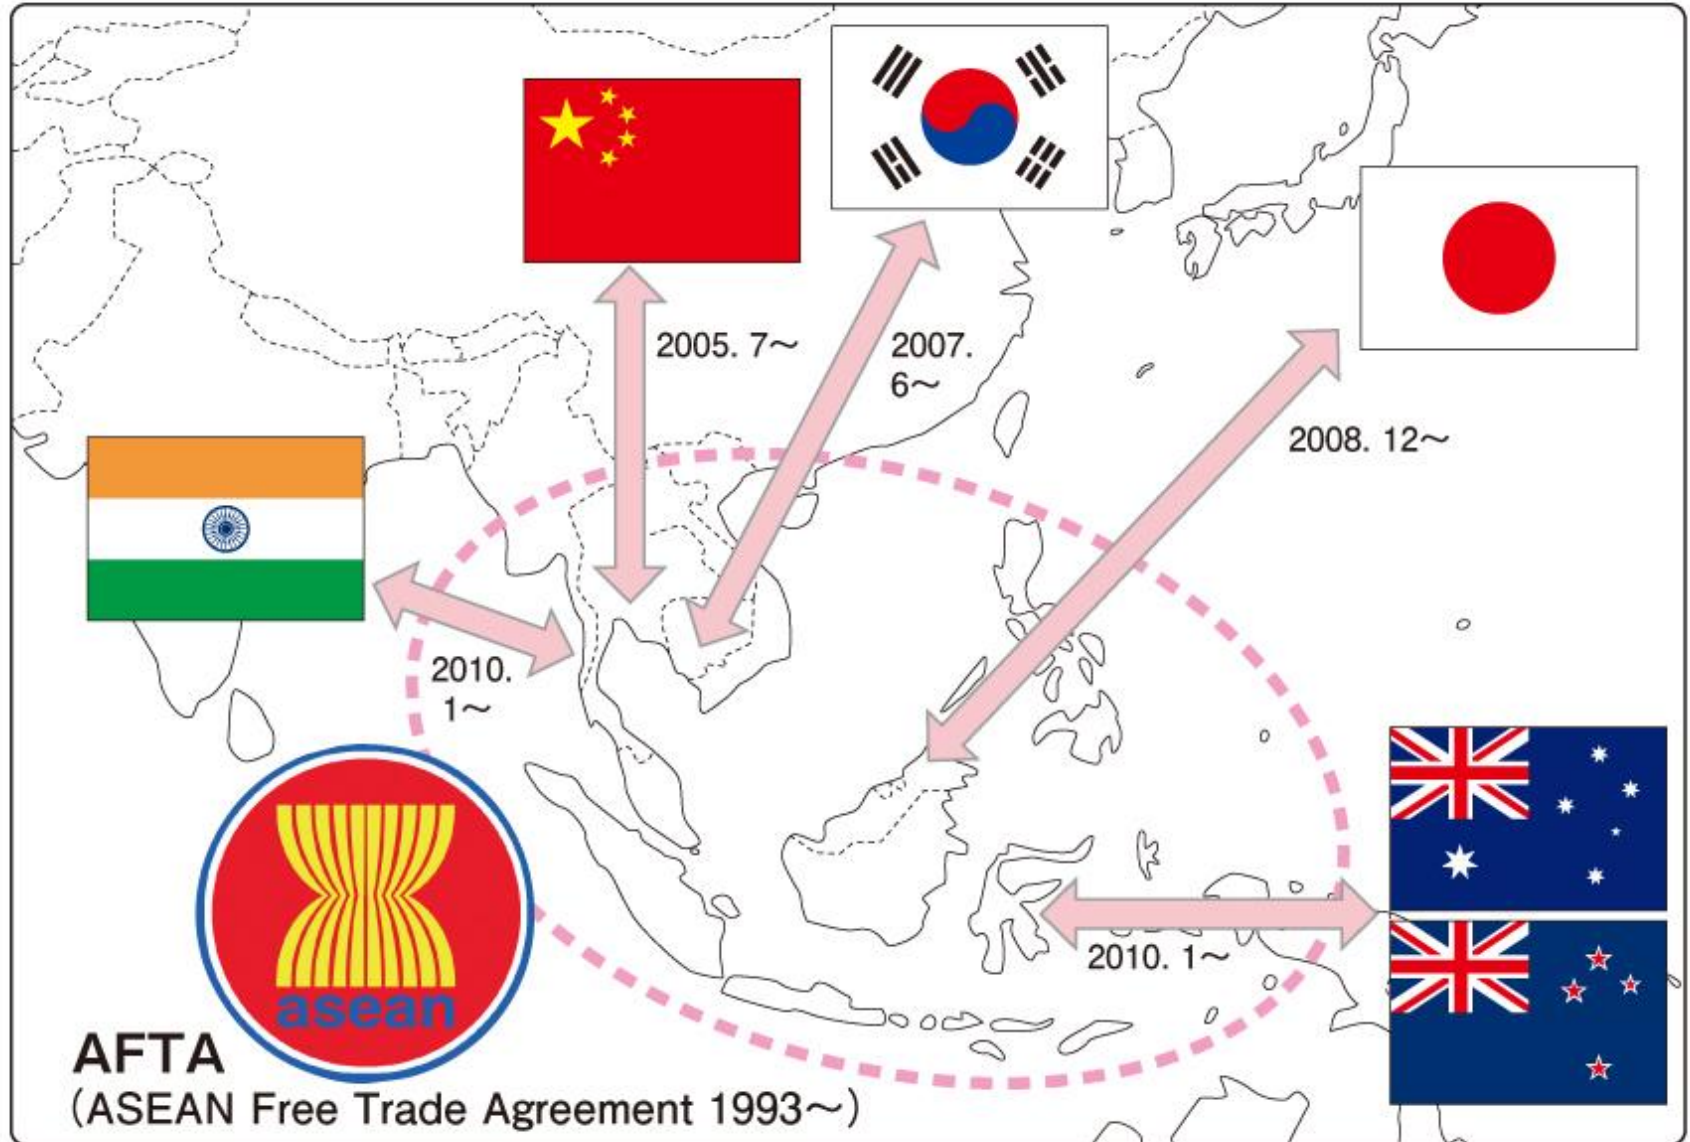 2005. 7～
2007.
6～
2008. 12～
2010.
1～
2010. 1～
asean
AFTA
(ASEAN Free Trade Agreement 1993～)